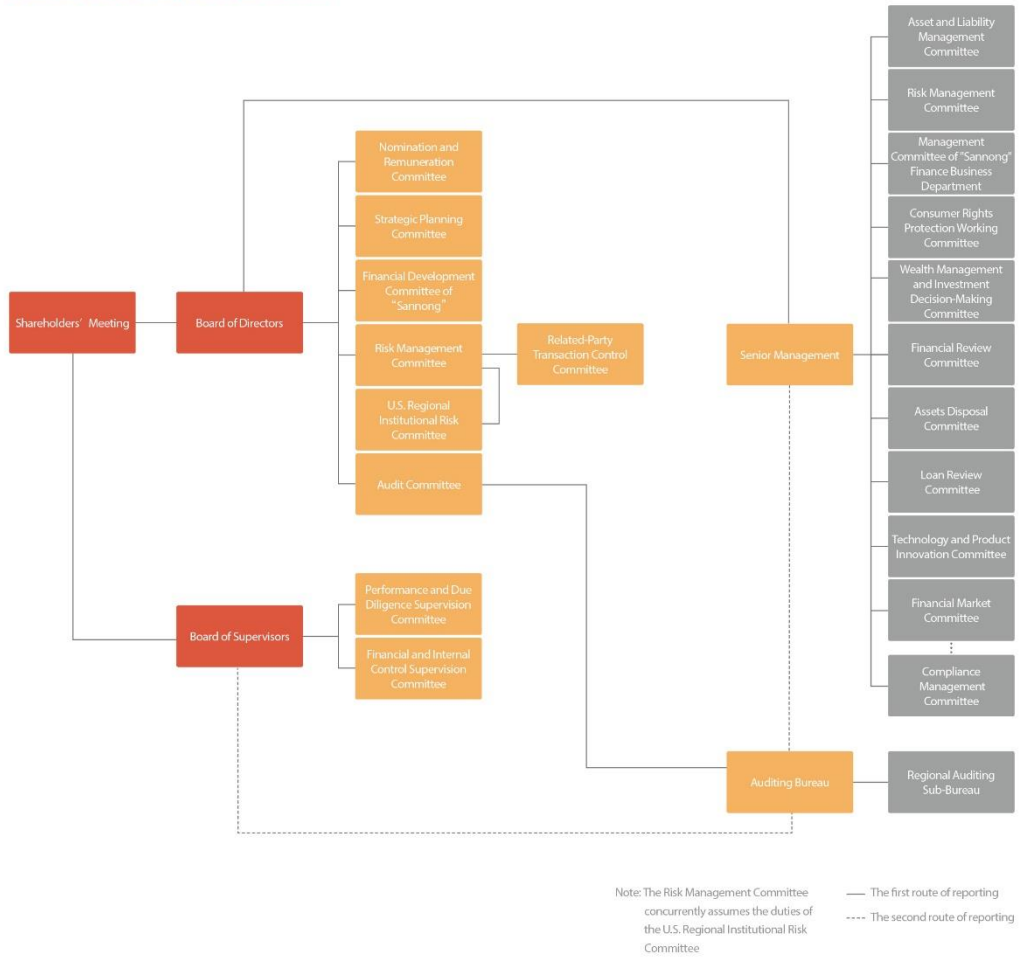 Asset and Liability
Management
Committee
Risk Management
Committee
Management
Committee of "Sannong"
Finance Business
Department
Consumer Rights
Protection Working
Committee
Wealth Management
and Investment
Decision-Making
Committee
Financial Review
Committee
Assets Disposal
Committee
Loan Review
Committee
Technology and Product
Innovation Committee
Financial Market
Committee
Compliance
Management
Committee
Nomination and
Remuneration
Committee
Strategic Planning
Committee
Financial Development
Committee of
"Sannong"
Risk Management
Committee
U.S. Regional
Institutional Risk
Committee
Audit Committee
Shareholders' Meeting
Board of Directors
Related-Party
Transaction Control
Committee
Senior Management
Performance and Due
Diligence Supervision
Committee
Financial and Internal
Control Supervision
Committee
Board of Supervisors
Auditing Bureau
Regional Auditing
Sub-Bureau
Note: The Risk Management Committee
concurrently assumes the duties of
the U.S. Regional Institutional Risk
Committee
The first route of reporting
The second route of reporting